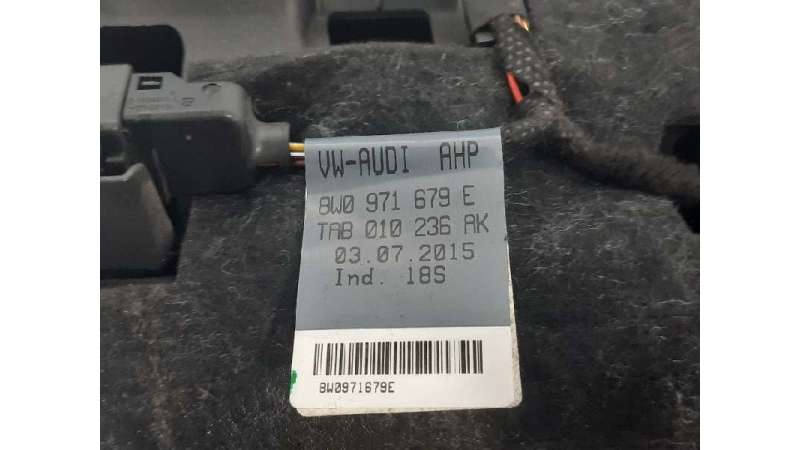 VW-AUDI AHP
8W0 971 679 E
TAB 010 236 AK
03.07.2015
Ind. 18S
8W0971679E